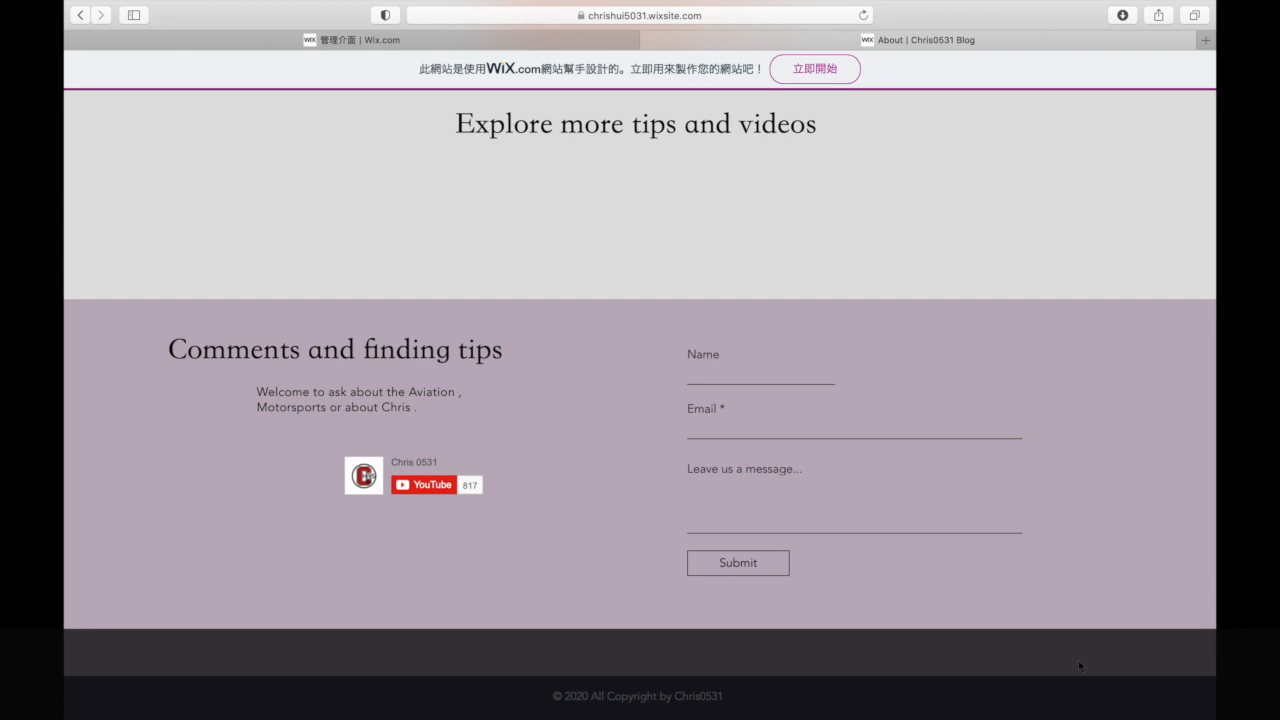 chrishui5031.wixsite.com
WiX 管理介面 | Wix.com
WiX About | Chris0531 Blog
此網站是使用WiX.com網站幫手設計的。立即用來製作您的網站吧！ 立即開始
Explore more tips and videos
Comments and finding tips
Welcome to ask about the Aviation ,
Motorsports or about Chris .
Chris 0531
YouTube 817
Name
Email *
Leave us a message...
Submit
© 2020 All Copyright by Chris0531